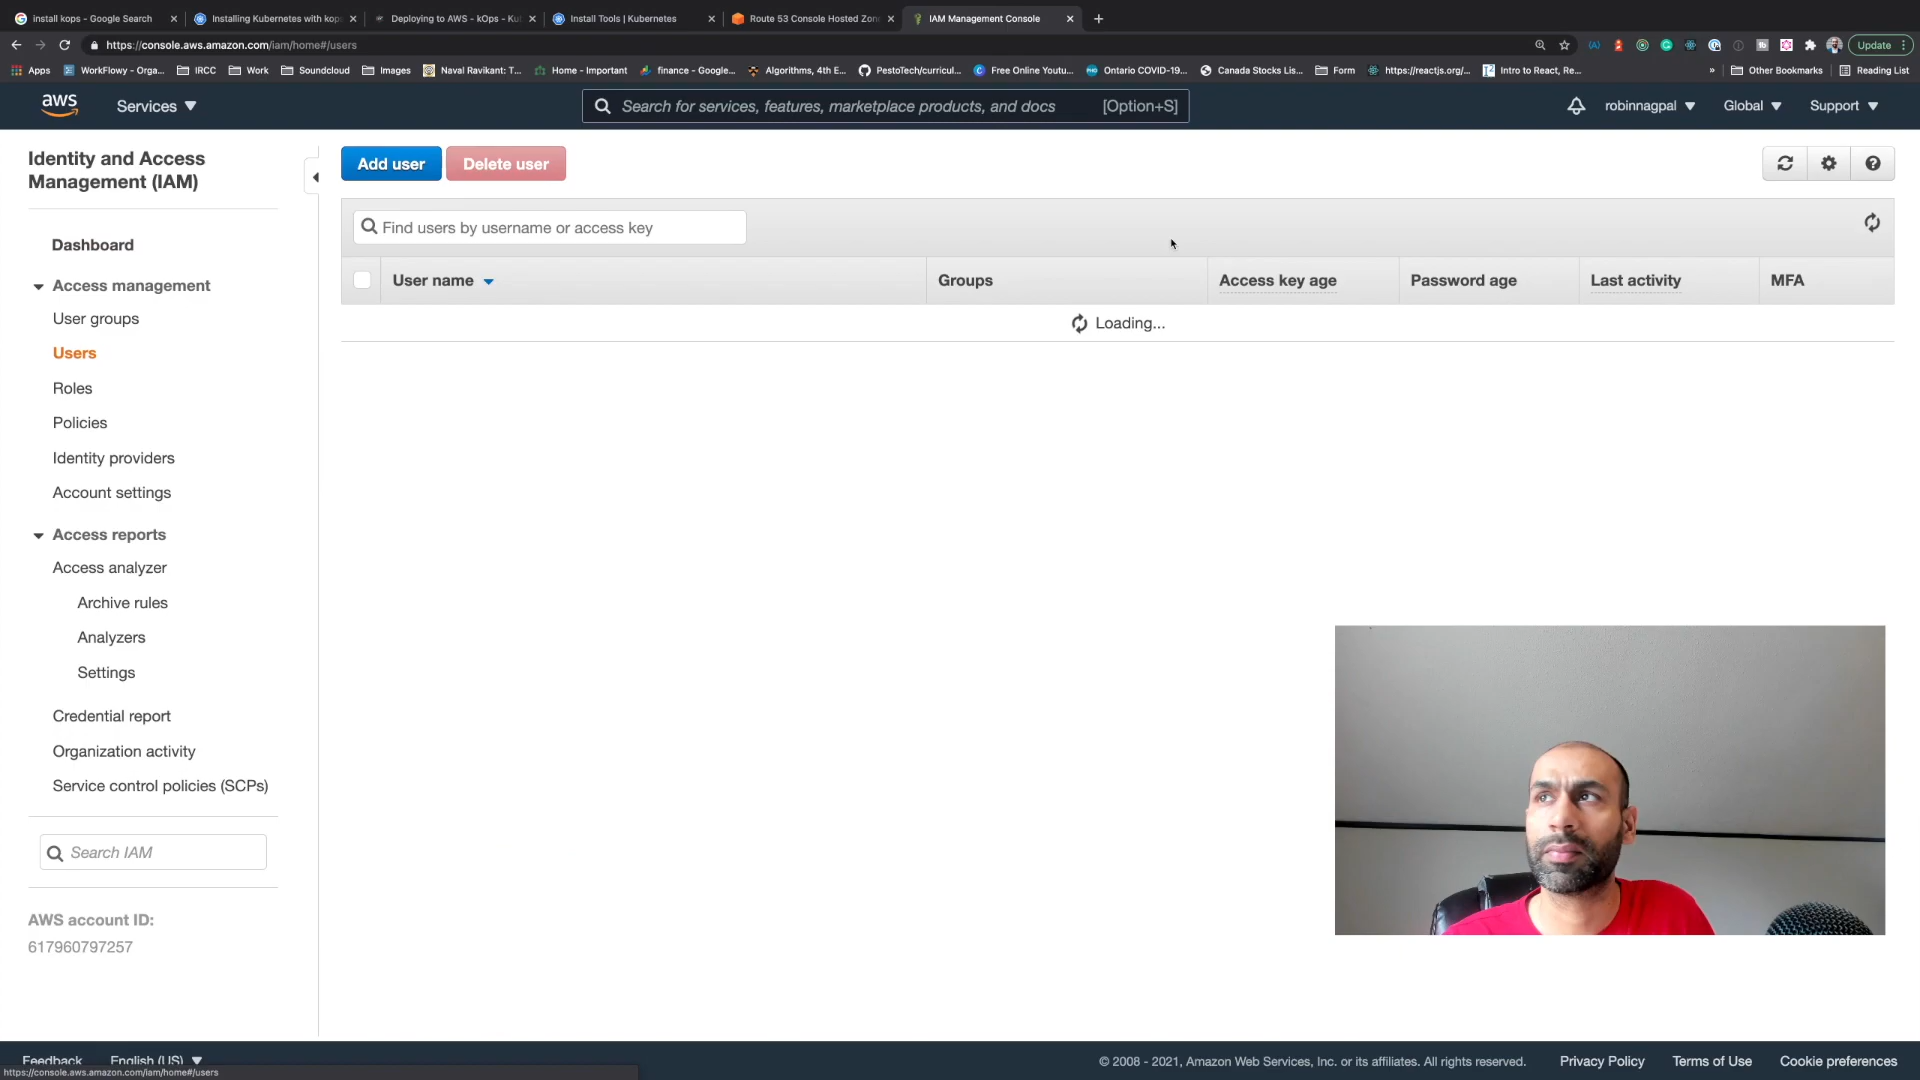 install kops - Google Search
Installing Kubernetes with kop
Deploying to AWS - kOps - Ku
Install Tools | Kubernetes
Route 53 Console Hosted Zon
IAM Management Console
https://console.aws.amazon.com/iam/home#/users
Update
Apps
WorkFlowy - Orga...
IRCC
Work
Soundcloud
Images
Naval Ravikant: T...
Home - Important
finance - Google...
Algorithms, 4th E...
PestoTech/curricul...
Free Online Youtu...
Ontario COVID-19...
Canada Stocks Lis...
Form
https://reactjs.org/...
Intro to React, Re...
»
Other Bookmarks
Reading List
aws
Services
Search for services, features, marketplace products, and docs
[Option+S]
robinnagpal
Global
Support
Identity and Access
Management (IAM)
Dashboard
Access management
User groups
Users
Roles
Policies
Identity providers
Account settings
Access reports
Access analyzer
Archive rules
Analyzers
Settings
Credential report
Organization activity
Service control policies (SCPs)
Search IAM
AWS account ID:
617960797257
Add user
Delete user
Find users by username or access key
User name
Groups
Access key age
Password age
Last activity
MFA
Loading...
Feedback
English (US)
© 2008 - 2021, Amazon Web Services, Inc. or its affiliates. All rights reserved.
Privacy Policy
Terms of Use
Cookie preferences
https://console.aws.amazon.com/iam/home#/users